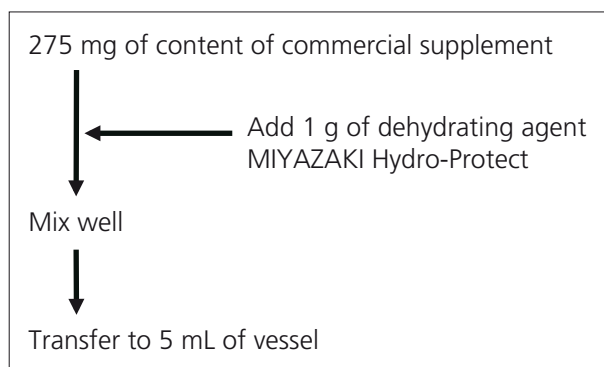 275 mg of content of commercial supplement
Add 1 g of dehydrating agent
MIYAZAKI Hydro-Protect
Mix well
Transfer to 5 mL of vessel